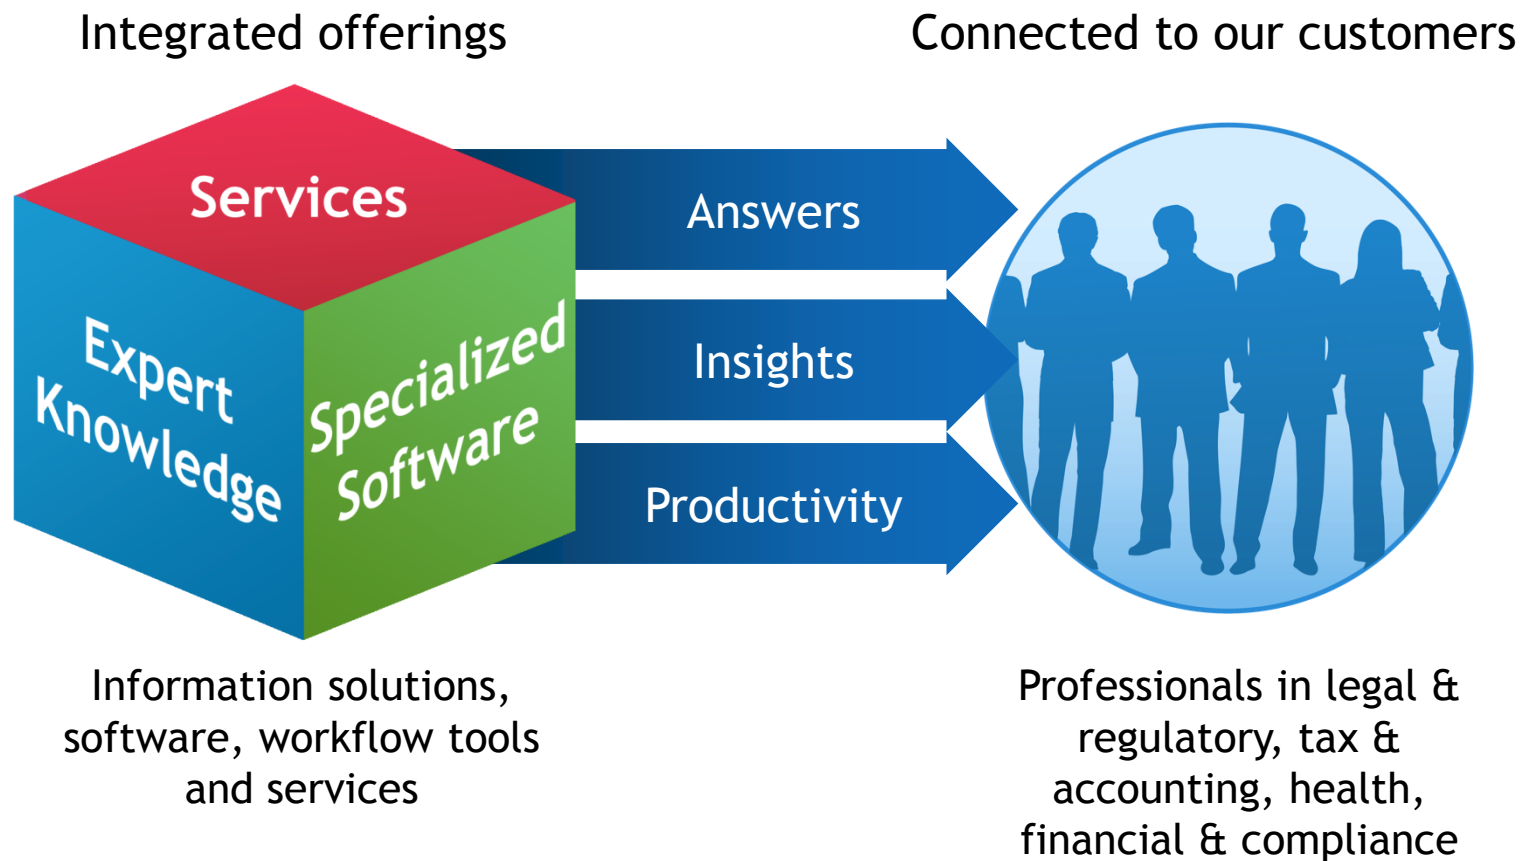 Integrated offerings
Connected to our customers
Services
Expert
Knowledge
Specialized
Software
Answers
Insights
Productivity
Information solutions,
software, workflow tools
and services
Professionals in legal &
regulatory, tax &
accounting, health,
financial & compliance